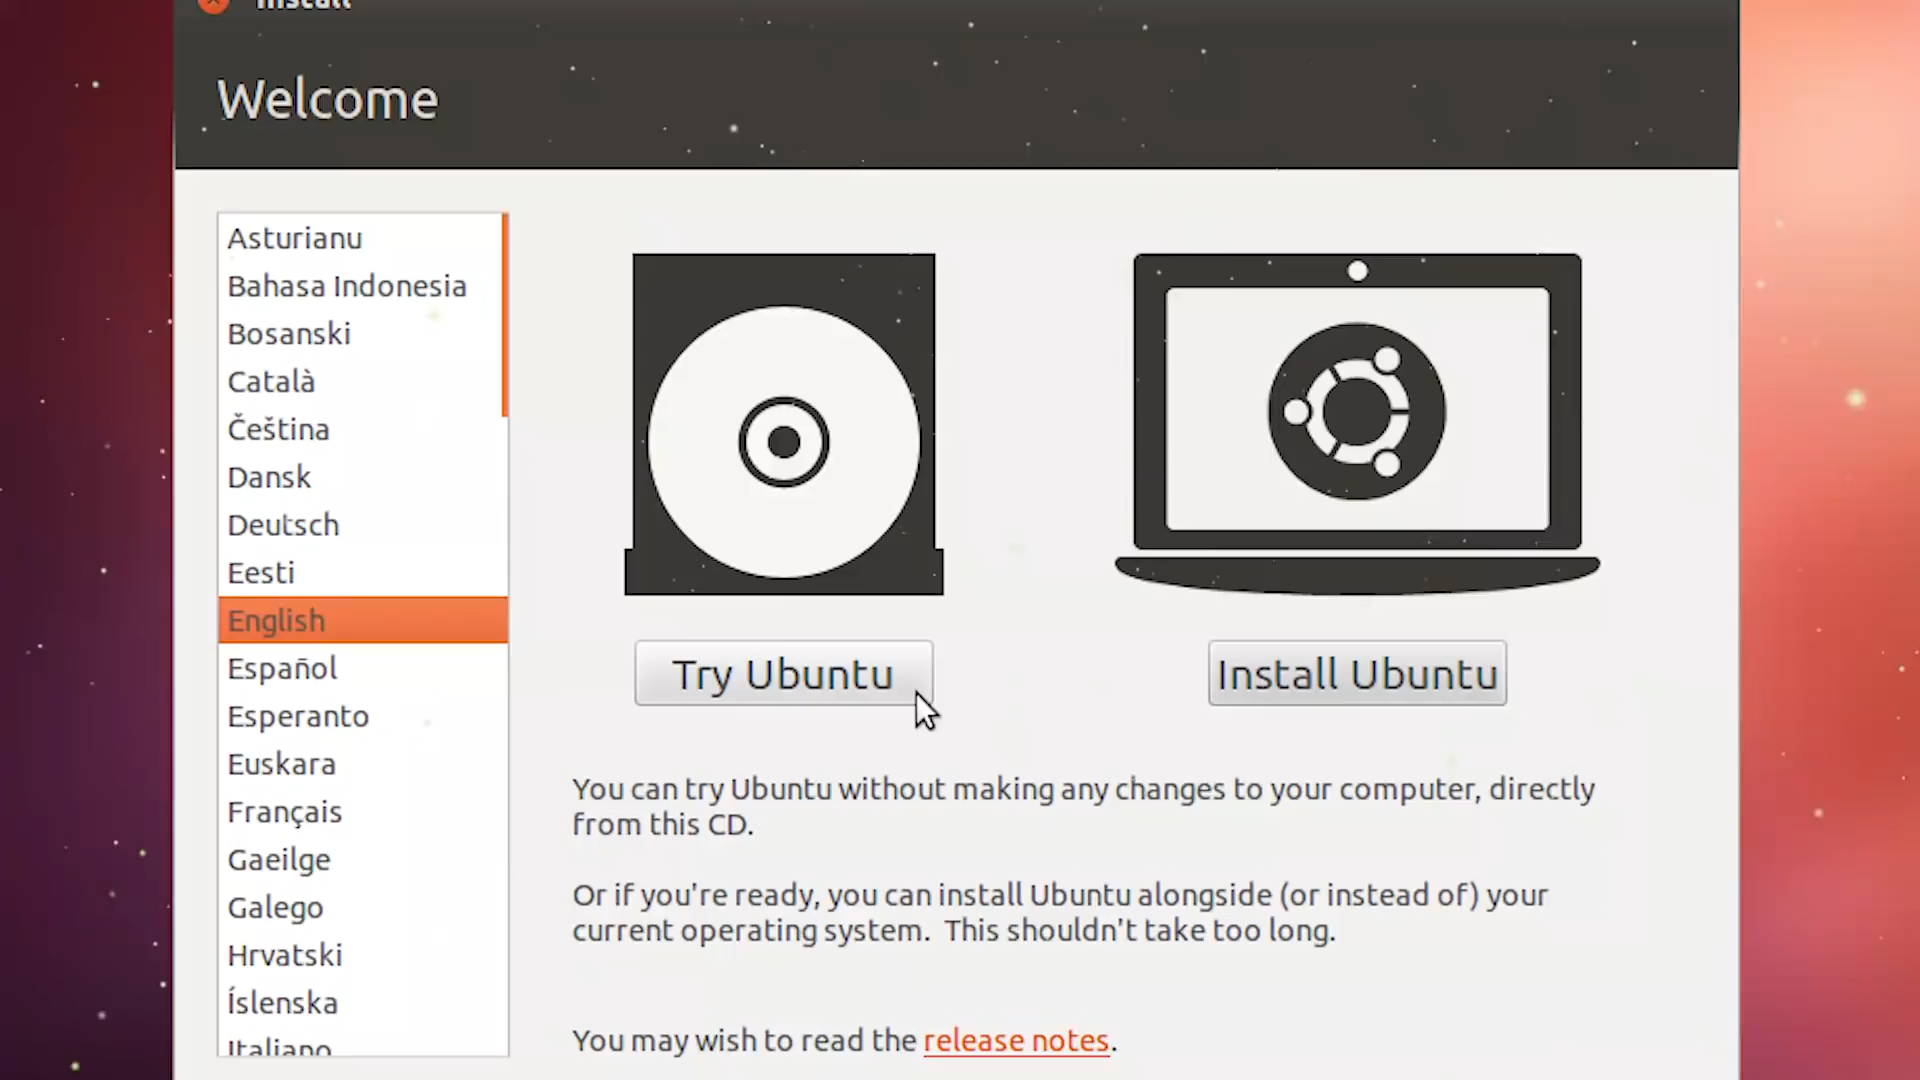 Install
Welcome
Asturianu
Bahasa Indonesia
Bosanski
Català
Čeština
Dansk
Deutsch
Eesti
English
Español
Esperanto
Euskara
Français
Gaeilge
Galego
Hrvatski
Íslenska
Italiano
Try Ubuntu
Install Ubuntu
You can try Ubuntu without making any changes to your computer, directly
from this CD.
Or if you're ready, you can install Ubuntu alongside (or instead of) your
current operating system. This shouldn't take too long.
You may wish to read the release notes.